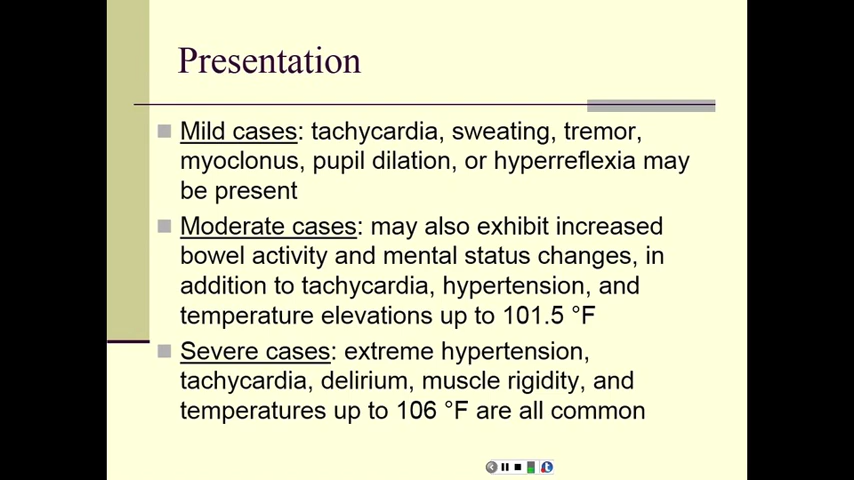 Presentation
Mild cases: tachycardia, sweating, tremor,
myoclonus, pupil dilation, or hyperreflexia may
be present
Moderate cases: may also exhibit increased
bowel activity and mental status changes, in
addition to tachycardia, hypertension, and
temperature elevations up to 101.5 °F
Severe cases: extreme hypertension,
tachycardia, delirium, muscle rigidity, and
temperatures up to 106 °F are all common